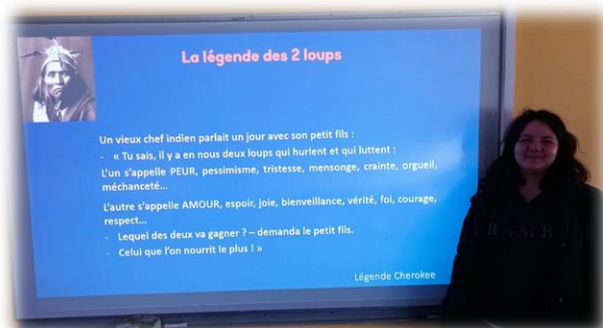 La légende des 2 loups
Un vieux chef indien parlait un jour avec son petit fils :
- « Tu sais, il y a en nous deux loups qui hurlent et qui luttent :
L'un s'appelle PEUR, pessimisme, tristesse, mensonge, crainte, orgueil,
méchanceté...
L'autre s'appelle AMOUR, espoir, joie, bienveillance, vérité, foi, courage,
respect...
- Lequel des deux va gagner ? – demanda le petit fils.
- Celui que l'on nourrit le plus ! »
Légende Cherokee
BAMB